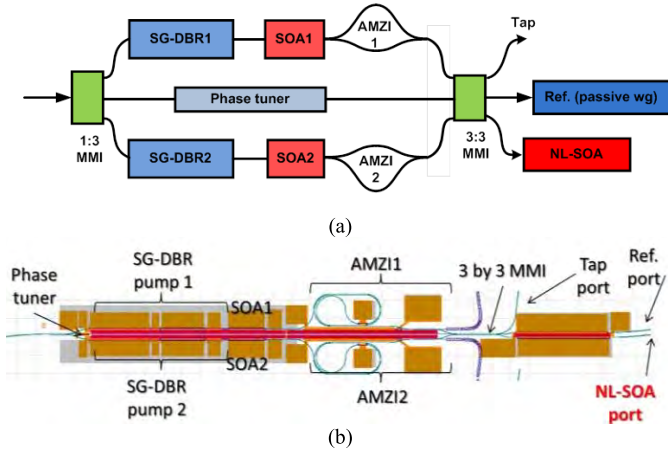 SG-DBR1
SOA1
AMZI
1
Tap
1:3
MMI
Phase tuner
3:3
MMI
Ref. (passive wg)
SG-DBR2
SOA2
AMZI
2
NL-SOA
(a)
Phase
tuner
SG-DBR
pump 1
SOA1
AMZI1
3 by 3 MMI
Tap
port
Ref.
port
SG-DBR
pump 2
SOA2
AMZI2
NL-SOA
port
(b)